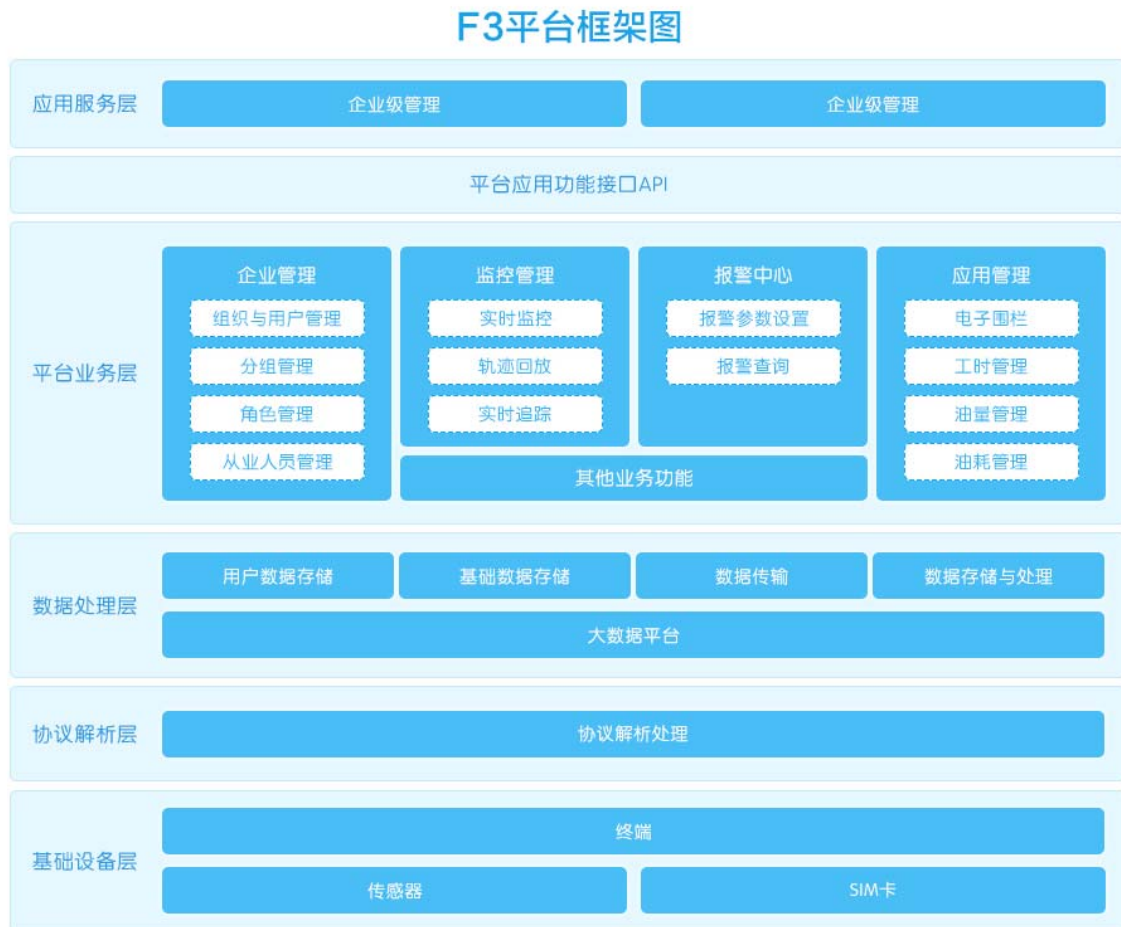 F3平台框架图
应用服务层
企业级管理
企业级管理
平台应用功能接口API
平台业务层
企业管理
组织与用户管理
分组管理
角色管理
从业人员管理
监控管理
实时监控
轨迹回放
实时追踪
报警中心
报警参数设置
报警查询
其他业务功能
应用管理
电子围栏
工时管理
油量管理
油耗管理
数据处理层
用户数据存储
基础数据存储
数据传输
数据存储与处理
大数据平台
协议解析层
协议解析处理
基础设备层
终端
传感器
SIM卡